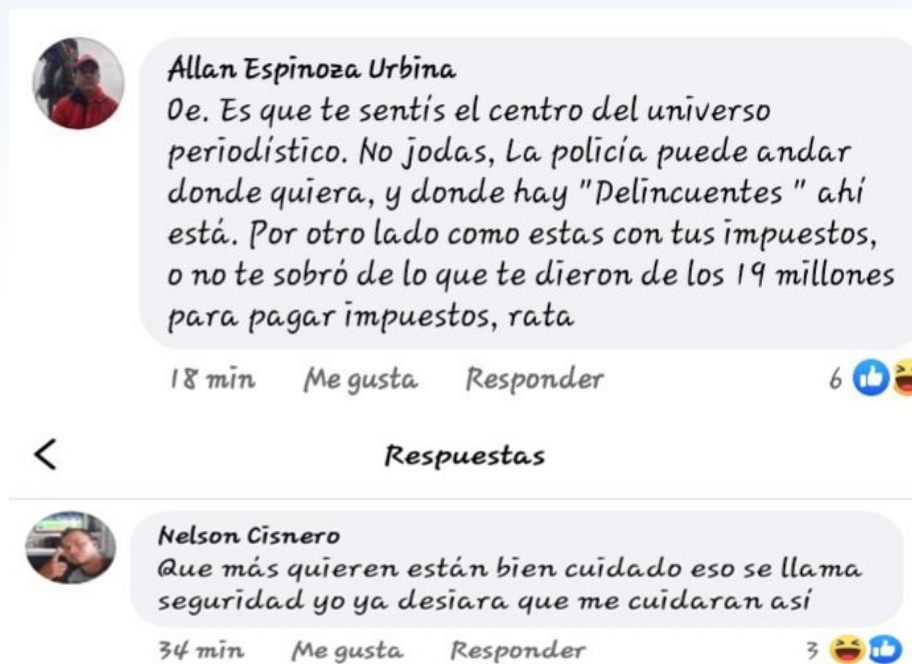 Allan Espinoza Urbina
Oe. Es que te sentís el centro del universo
periodístico. No jodas, La policía puede andar
donde quiera, y donde hay "Delincuentes " ahí
está. Por otro lado como estas con tus impuestos,
o no te sobró de lo que te dieron de los 19 millones
para pagar impuestos, rata
18 min Me gusta Responder 6
Respuestas
Nelson Cisnero
Que más quieren están bien cuidado eso se llama
seguridad yo ya desiara que me cuidaran así
34 min Me gusta Responder 3